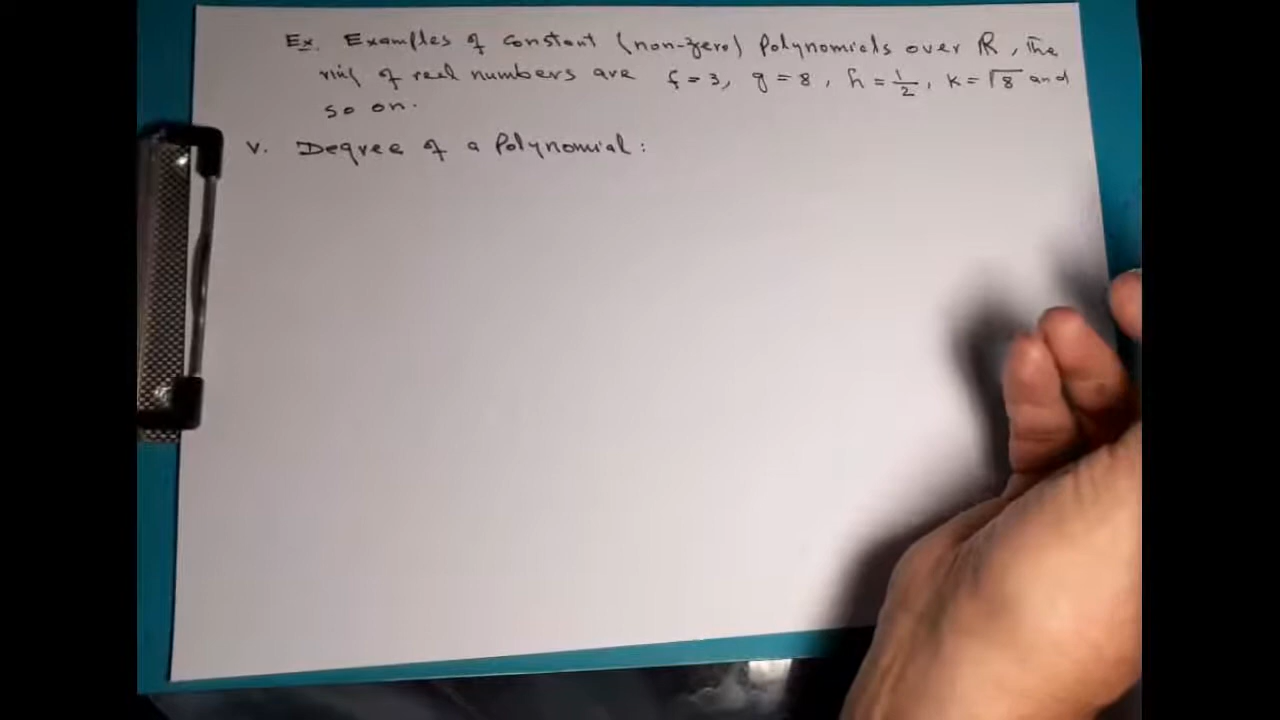 Ex. Examples of constant (non-zero) Polynomials over ℝ, the
ring of real numbers are f = 3, g = 8, h = 1/2, k = √8 and
so on.
V. Degree of a Polynomial: